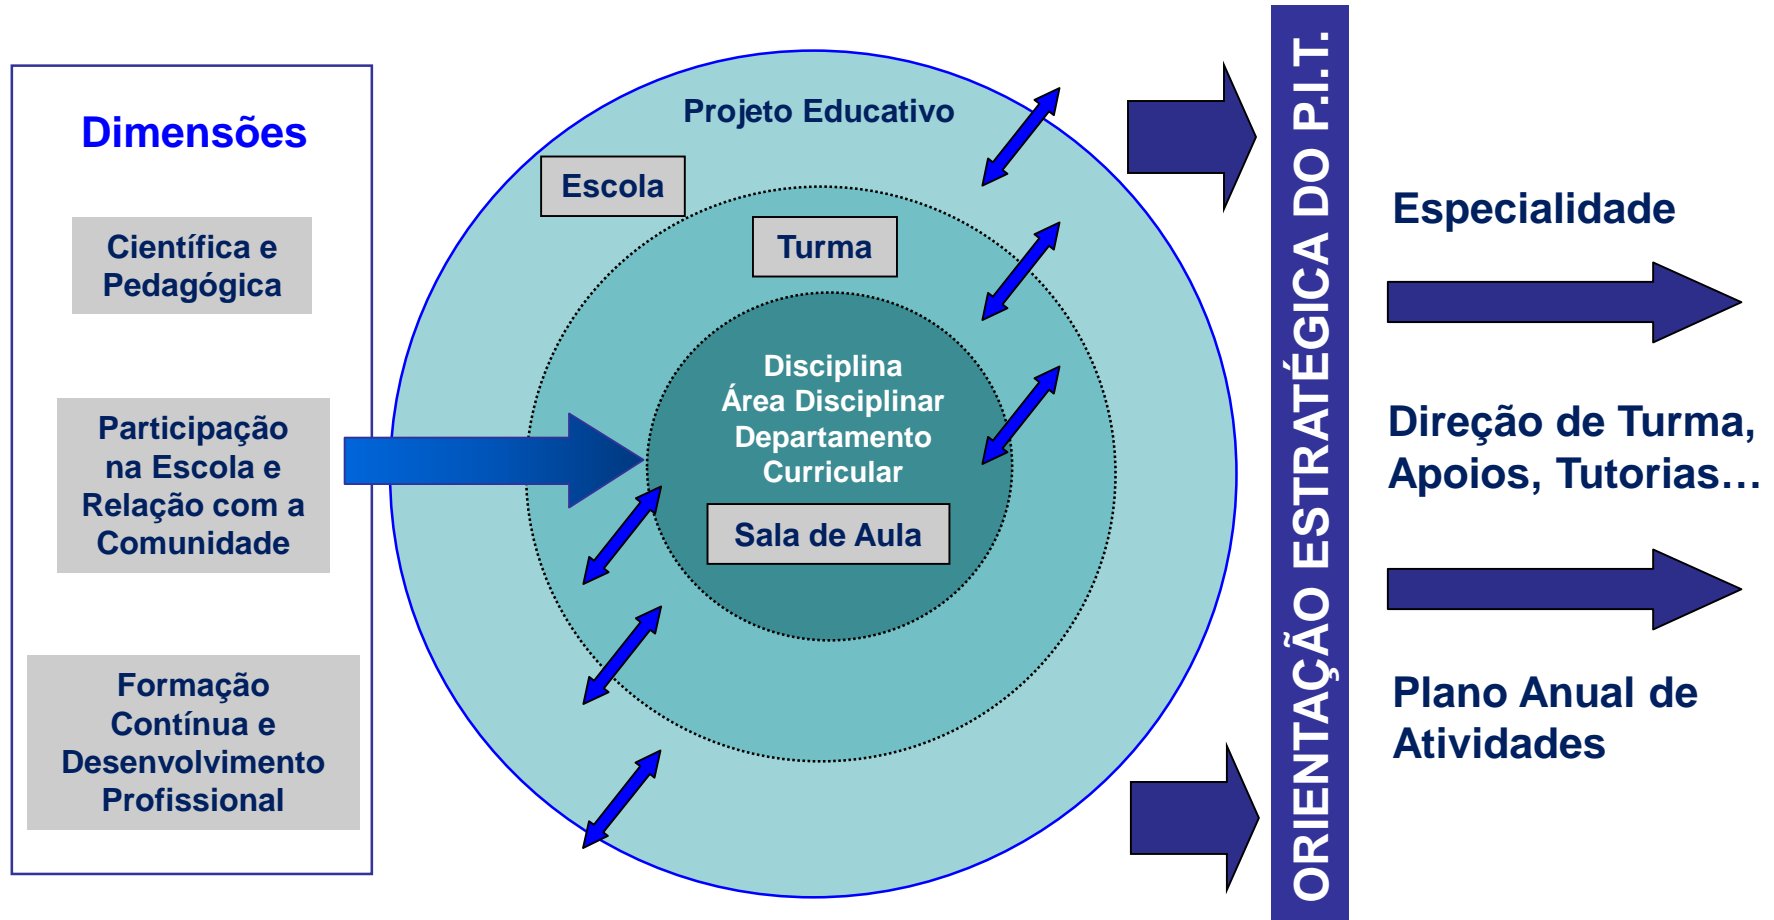 Dimensões
Científica e
Pedagógica
Participação
na Escola e
Relação com a
Comunidade
Formação
Contínua e
Desenvolvimento
Profissional
Projeto Educativo
Escola
Turma
Disciplina
Área Disciplinar
Departamento
Curricular
Sala de Aula
ORIENTAÇÃO ESTRATÉGICA DO P.I.T.
Especialidade
Direção de Turma,
Apoios, Tutorias…
Plano Anual de
Atividades